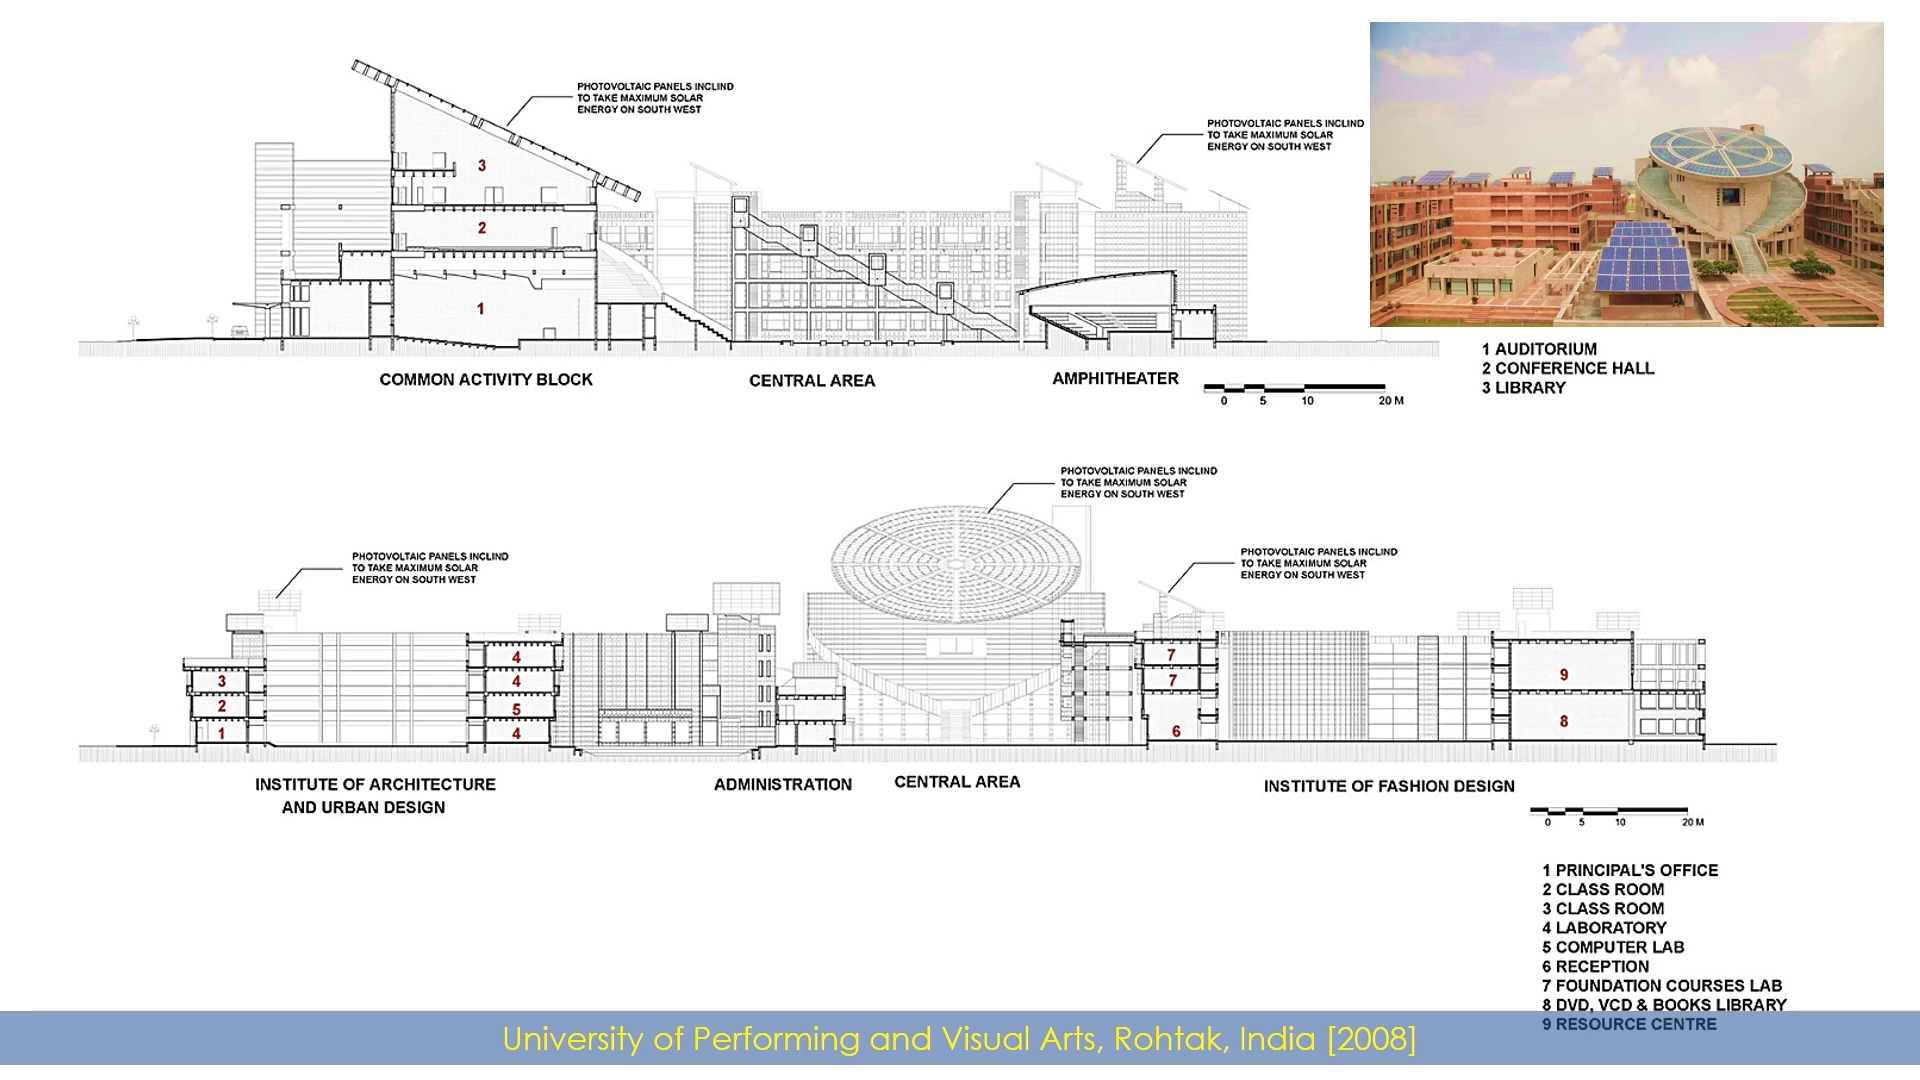 PHOTOVOLTAIC PANELS INCLIND
TO TAKE MAXIMUM SOLAR
ENERGY ON SOUTH WEST
PHOTOVOLTAIC PANELS INCLIND
TO TAKE MAXIMUM SOLAR
ENERGY ON SOUTH WEST
3
2
1
COMMON ACTIVITY BLOCK
CENTRAL AREA
AMPHITHEATER
0 5 10 20 M
1 AUDITORIUM
2 CONFERENCE HALL
3 LIBRARY
PHOTOVOLTAIC PANELS INCLIND
TO TAKE MAXIMUM SOLAR
ENERGY ON SOUTH WEST
PHOTOVOLTAIC PANELS INCLIND
TO TAKE MAXIMUM SOLAR
ENERGY ON SOUTH WEST
PHOTOVOLTAIC PANELS INCLIND
TO TAKE MAXIMUM SOLAR
ENERGY ON SOUTH WEST
3
2
1
4
4
5
4
7
7
6
9
8
INSTITUTE OF ARCHITECTURE
AND URBAN DESIGN
ADMINISTRATION
CENTRAL AREA
INSTITUTE OF FASHION DESIGN
0 5 10 20 M
1 PRINCIPAL'S OFFICE
2 CLASS ROOM
3 CLASS ROOM
4 LABORATORY
5 COMPUTER LAB
6 RECEPTION
7 FOUNDATION COURSES LAB
8 DVD, VCD & BOOKS LIBRARY
9 RESOURCE CENTRE
University of Performing and Visual Arts, Rohtak, India [2008]